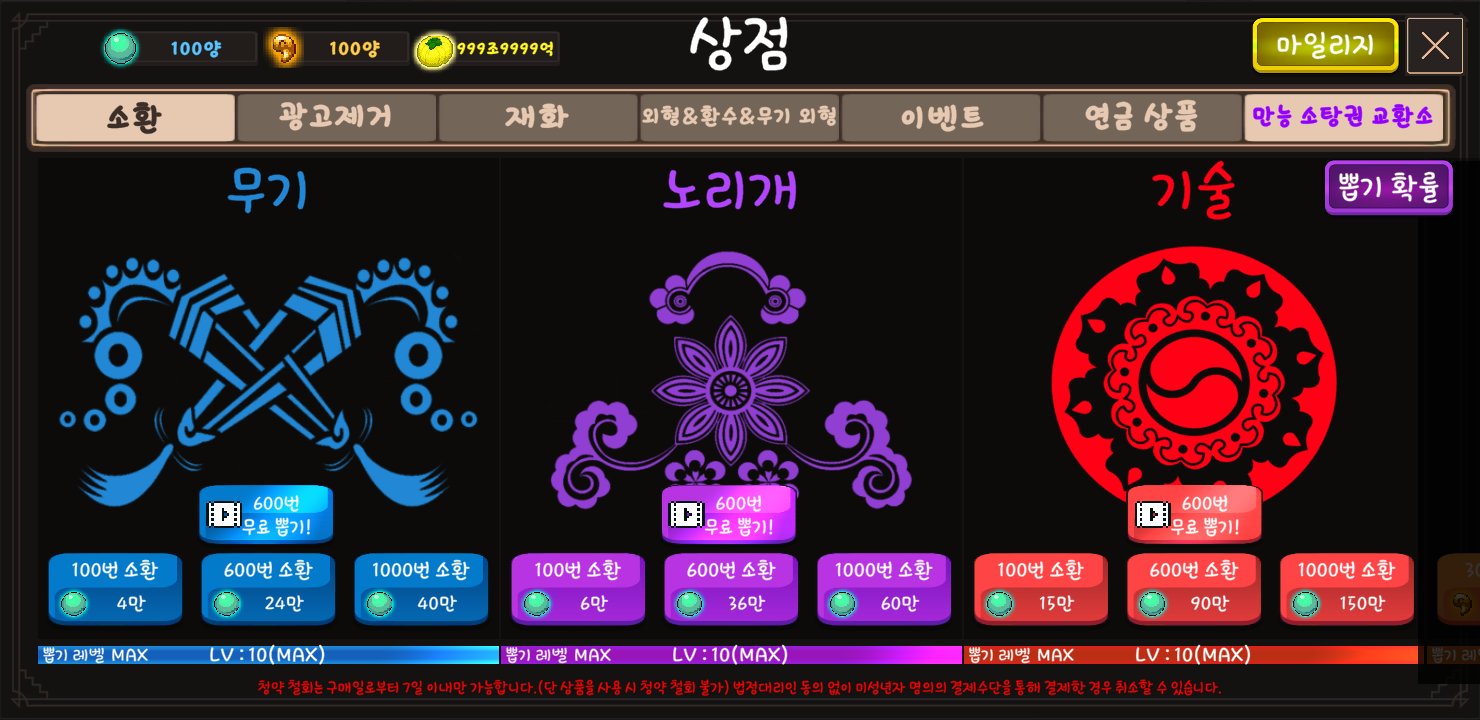 상점
100양
100양
999조9999억
마일리지
소환
광고제거
재화
외형&환수&무기 외형
이벤트
연금 상품
만능 소탕권 교환소
무기
노리개
기술
뽑기 확률
600번
무료 뽑기!
600번
무료 뽑기!
600번
무료 뽑기!
100번 소환
4만
600번 소환
24만
1000번 소환
40만
100번 소환
6만
600번 소환
36만
1000번 소환
60만
100번 소환
15만
600번 소환
90만
1000번 소환
150만
뽑기 레벨 MAX
LV : 10(MAX)
뽑기 레벨 MAX
LV : 10(MAX)
뽑기 레벨 MAX
LV : 10(MAX)
청약 철회는 구매일로부터 7일 이내만 가능합니다.(단 상품을 사용 시 청약 철회 불가) 법정대리인 동의 없이 미성년자 명의의 결제수단을 통해 결제한 경우 취소할 수 있습니다.